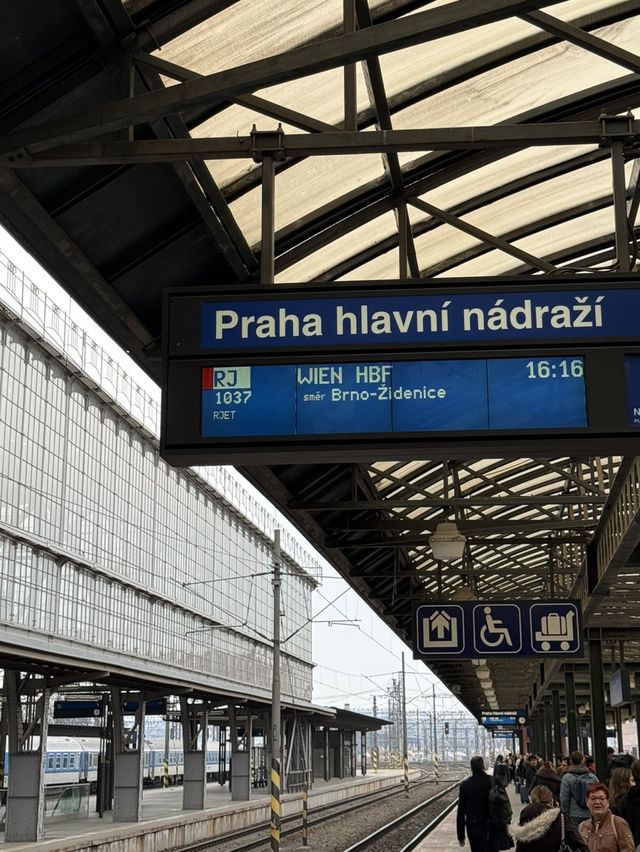 Praha hlavní nádraží
RJ WIEN HBF 16:16
1037 směr Brno-Židenice
RJET